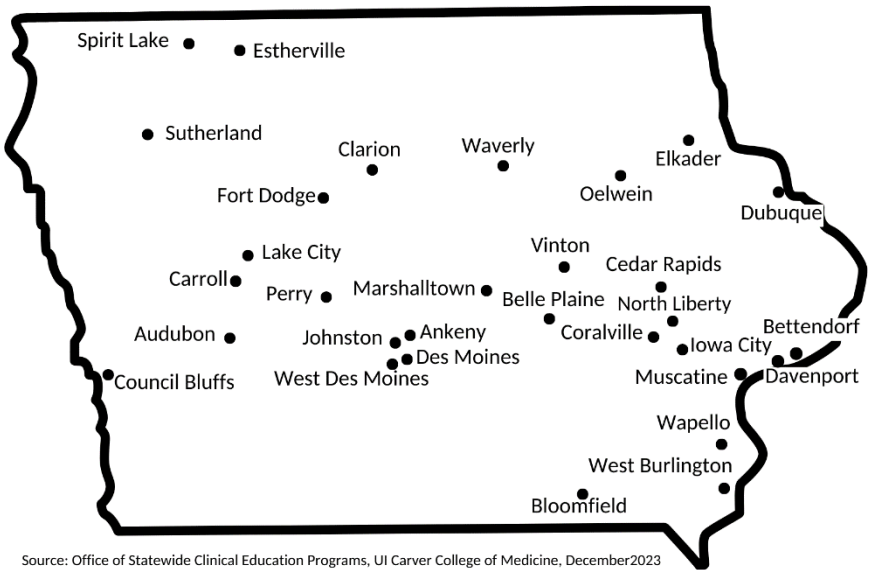 Spirit Lake
Estherville
Sutherland
Clarion
Waverly
Elkader
Oelwein
Fort Dodge
Dubuque
Lake City
Vinton
Cedar Rapids
Carroll
Perry
Marshalltown
Belle Plaine
North Liberty
Audubon
Johnston
Ankeny
Coralville
Bettendorf
Iowa City
Des Moines
West Des Moines
Council Bluffs
Muscatine
Davenport
Wapello
West Burlington
Bloomfield
Source: Office of Statewide Clinical Education Programs, UI Carver College of Medicine, December2023